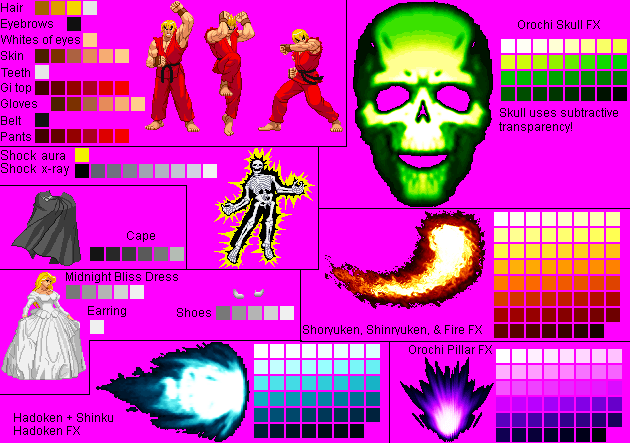 Hair
Eyebrows
Whites of eyes
Skin
Teeth
Gi top
Gloves
Belt
Pants
Orochi Skull FX
Skull uses subtractive
transparency!
Shock aura
Shock x-ray
Cape
Midnight Bliss Dress
Earring
Shoes
Shoryuken, Shinryuken, & Fire FX
Hadoken + Shinku
Hadoken FX
Orochi Pillar FX